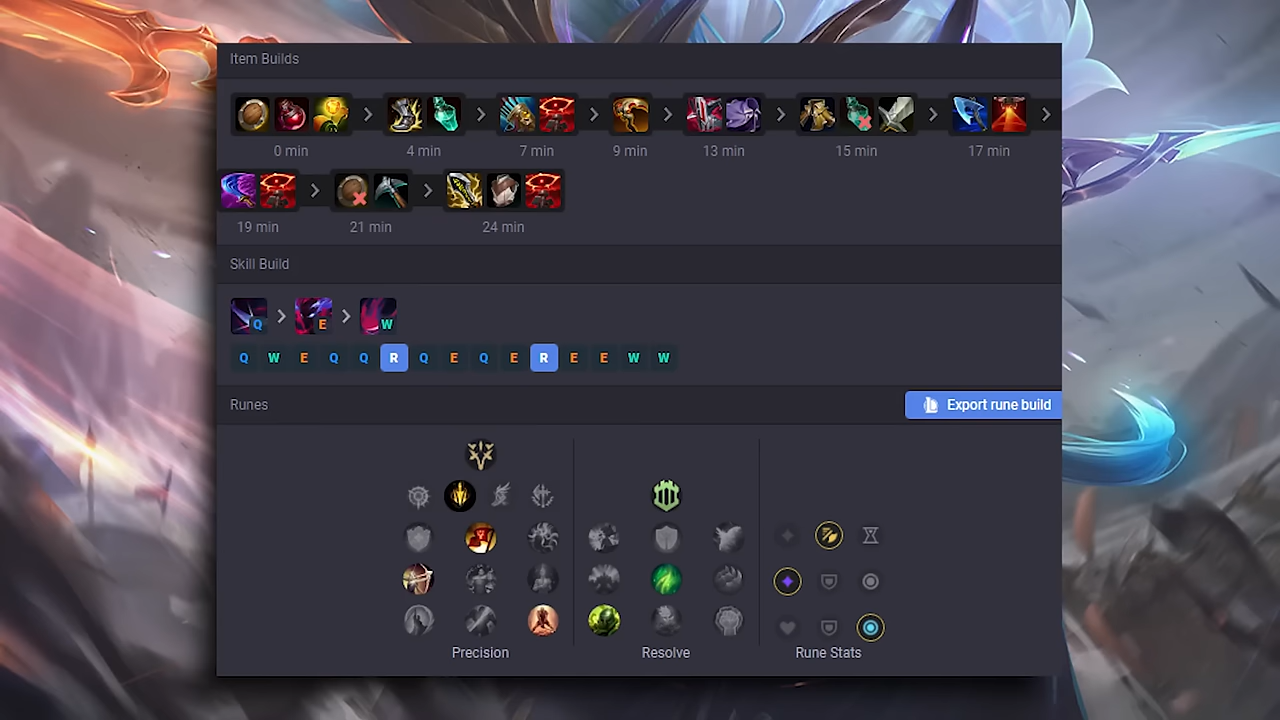 Item Builds
0 min 4 min 7 min 9 min 13 min 15 min 17 min
19 min 21 min 24 min
Skill Build
Q E W
Q W E Q Q R Q E Q E R E E W W
Runes Export rune build
Precision Resolve Rune Stats